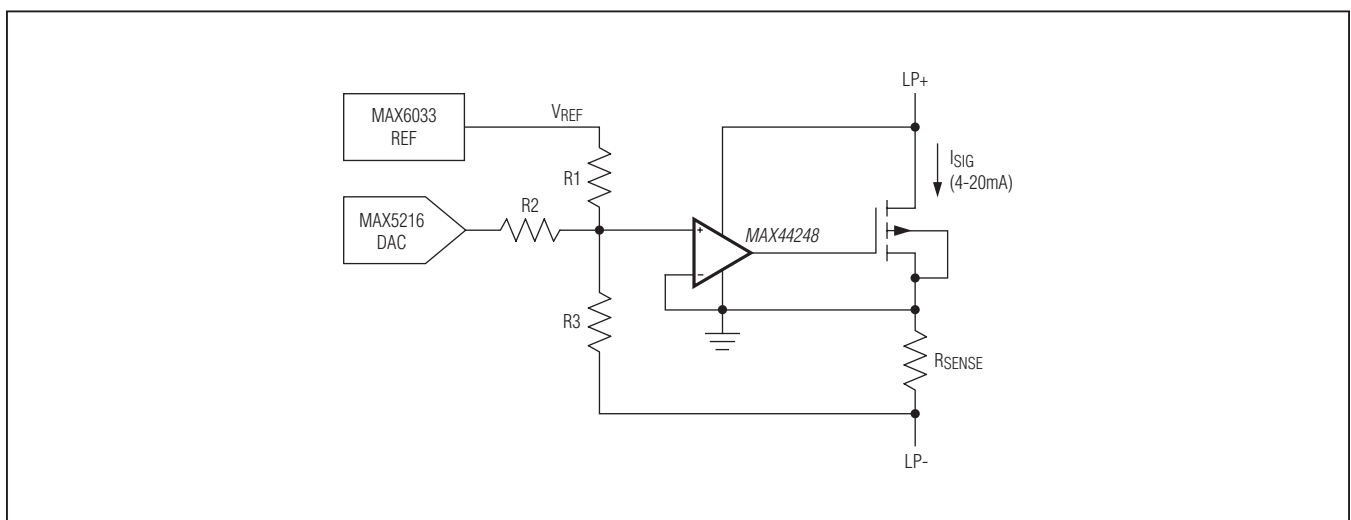 LP+
MAX6033
REF
VREF
ISIG
(4-20mA)
R1
MAX5216
DAC
R2
+
MAX44248
-
R3
RSENSE
LP-